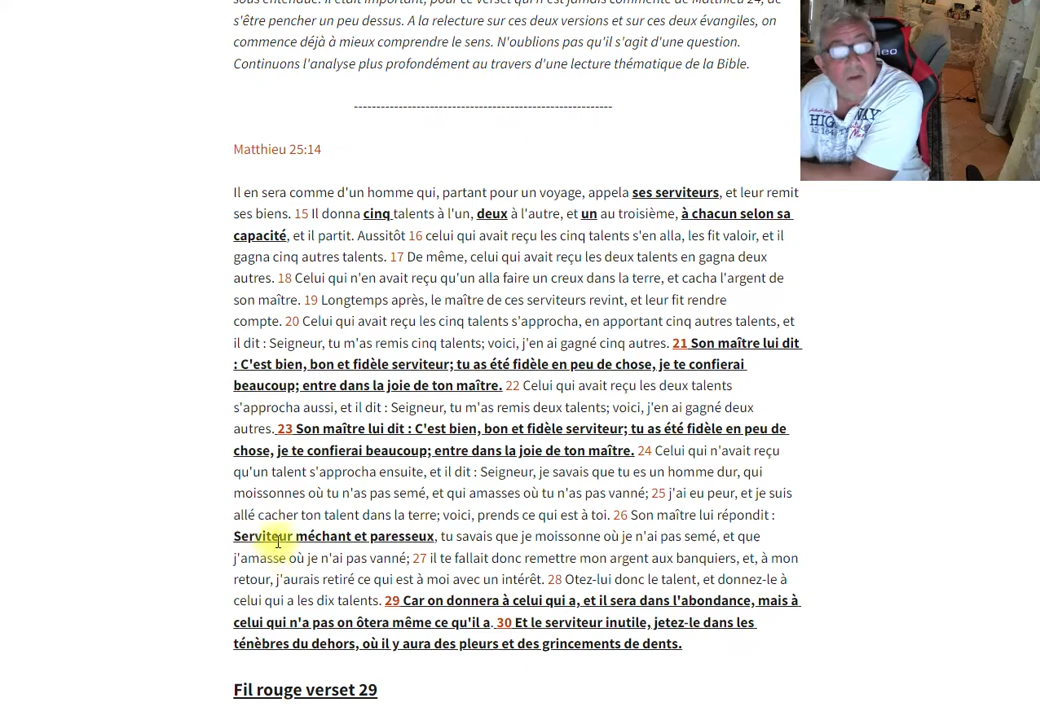 sous entendue. Il était important, pour ce verset qui n'est jamais commenté de Matthieu 24, de
s'être pencher un peu dessus. A la relecture sur ces deux versions et sur ces deux évangiles, on
commence déjà à mieux comprendre le sens. N'oublions pas qu'il s'agit d'une question.
Continuons l'analyse plus profondément au travers d'une lecture thématique de la Bible.
------------------------------------------------------------
Matthieu 25:14
Il en sera comme d'un homme qui, partant pour un voyage, appela ses serviteurs, et leur remit
ses biens. 15 Il donna cinq talents à l'un, deux à l'autre, et un au troisième, à chacun selon sa
capacité, et il partit. Aussitôt 16 celui qui avait reçu les cinq talents s'en alla, les fit valoir, et il
gagna cinq autres talents. 17 De même, celui qui avait reçu les deux talents en gagna deux
autres. 18 Celui qui n'en avait reçu qu'un alla faire un creux dans la terre, et cacha l'argent de
son maître. 19 Longtemps après, le maître de ces serviteurs revint, et leur fit rendre
compte. 20 Celui qui avait reçu les cinq talents s'approcha, en apportant cinq autres talents, et
il dit : Seigneur, tu m'as remis cinq talents; voici, j'en ai gagné cinq autres. 21 Son maître lui dit
: C'est bien, bon et fidèle serviteur; tu as été fidèle en peu de chose, je te confierai
beaucoup; entre dans la joie de ton maître. 22 Celui qui avait reçu les deux talents
s'approcha aussi, et il dit : Seigneur, tu m'as remis deux talents; voici, j'en ai gagné deux
autres. 23 Son maître lui dit : C'est bien, bon et fidèle serviteur; tu as été fidèle en peu de
chose, je te confierai beaucoup; entre dans la joie de ton maître. 24 Celui qui n'avait reçu
qu'un talent s'approcha ensuite, et il dit : Seigneur, je savais que tu es un homme dur, qui
moissonnes où tu n'as pas semé, et qui amasses où tu n'as pas vanné; 25 j'ai eu peur, et je suis
allé cacher ton talent dans la terre; voici, prends ce qui est à toi. 26 Son maître lui répondit :
Serviteur méchant et paresseux, tu savais que je moissonne où je n'ai pas semé, et que
j'amasse où je n'ai pas vanné; 27 il te fallait donc remettre mon argent aux banquiers, et, à mon
retour, j'aurais retiré ce qui est à moi avec un intérêt. 28 Otez-lui donc le talent, et donnez-le à
celui qui a les dix talents. 29 Car on donnera à celui qui a, et il sera dans l'abondance, mais à
celui qui n'a pas on ôtera même ce qu'il a. 30 Et le serviteur inutile, jetez-le dans les
ténèbres du dehors, où il y aura des pleurs et des grincements de dents.
Fil rouge verset 29